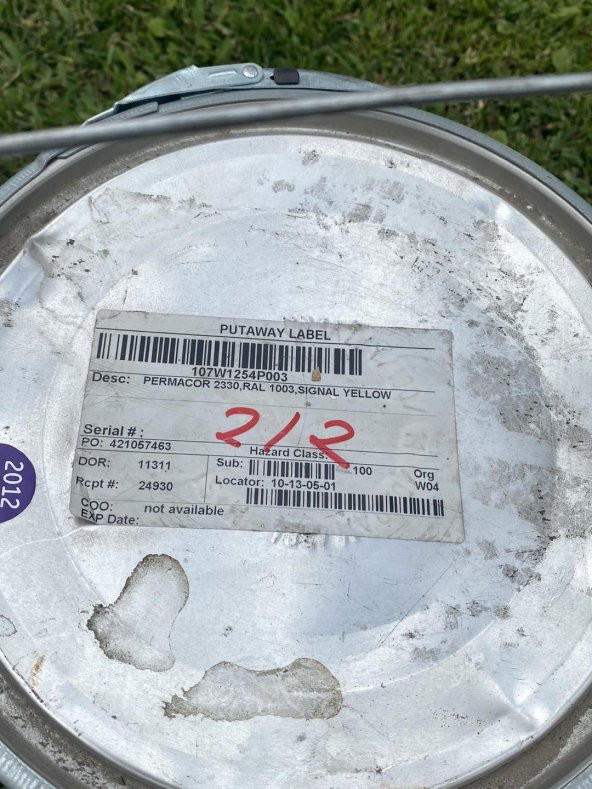 PUTAWAY LABEL
107W1254P003
Desc: PERMACOR 2330,RAL 1003,SIGNAL YELLOW
212
Serial # :
PO: 421057463
Hazard Class:
DOR: 11311
Sub: 100 Org
Rcpt #: 24930
Locator: 10-13-05-01 W04
COO: not available
EXP Date:
2012